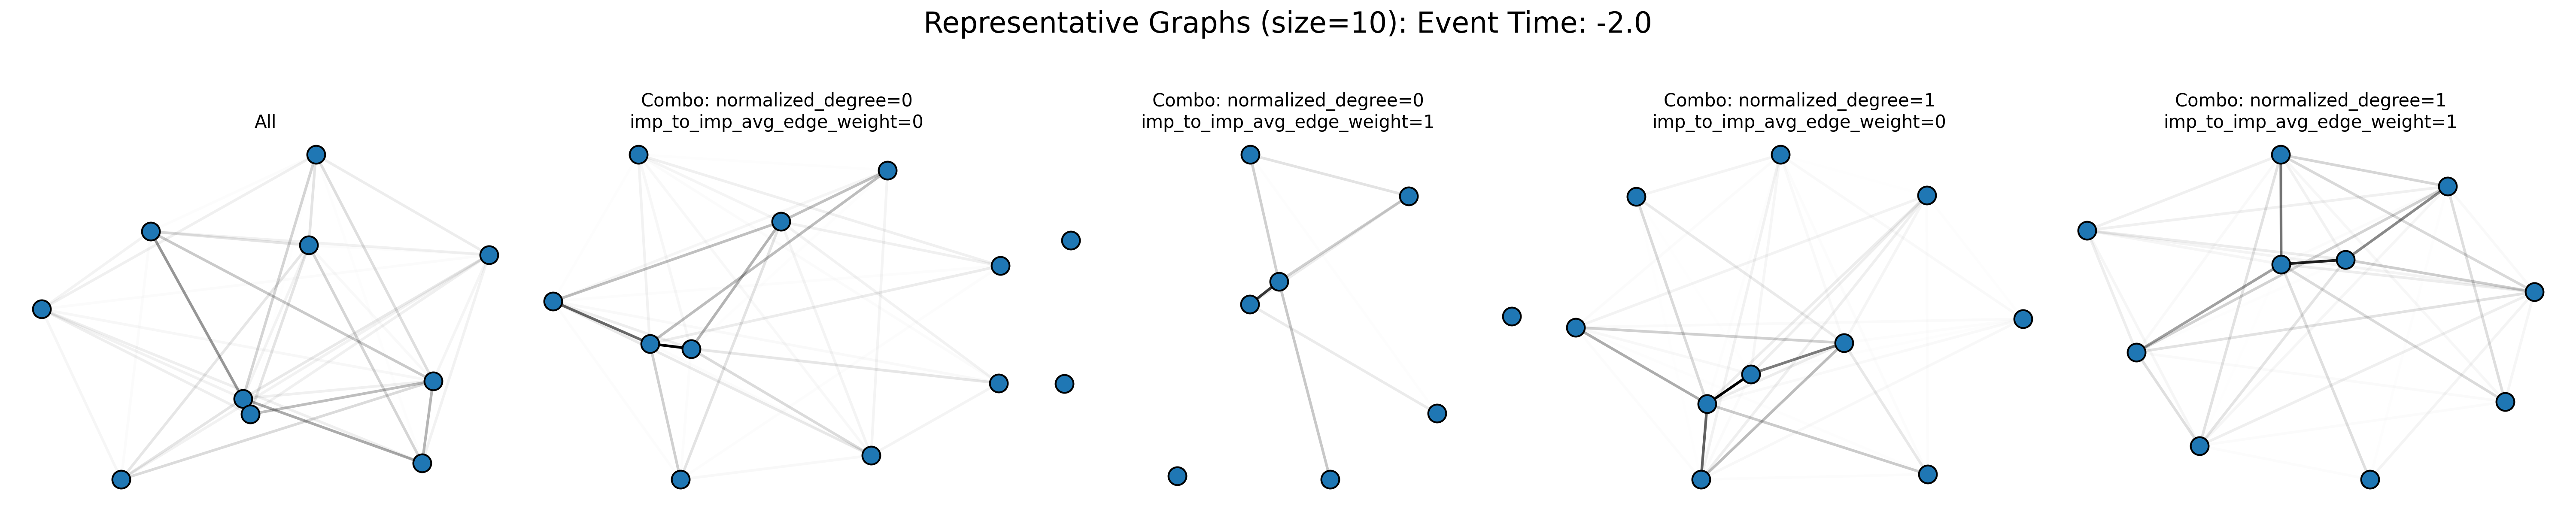 Representative Graphs (size=10): Event Time: -2.0
All
Combo: normalized_degree=0
imp_to_imp_avg_edge_weight=0
Combo: normalized_degree=0
imp_to_imp_avg_edge_weight=1
Combo: normalized_degree=1
imp_to_imp_avg_edge_weight=0
Combo: normalized_degree=1
imp_to_imp_avg_edge_weight=1